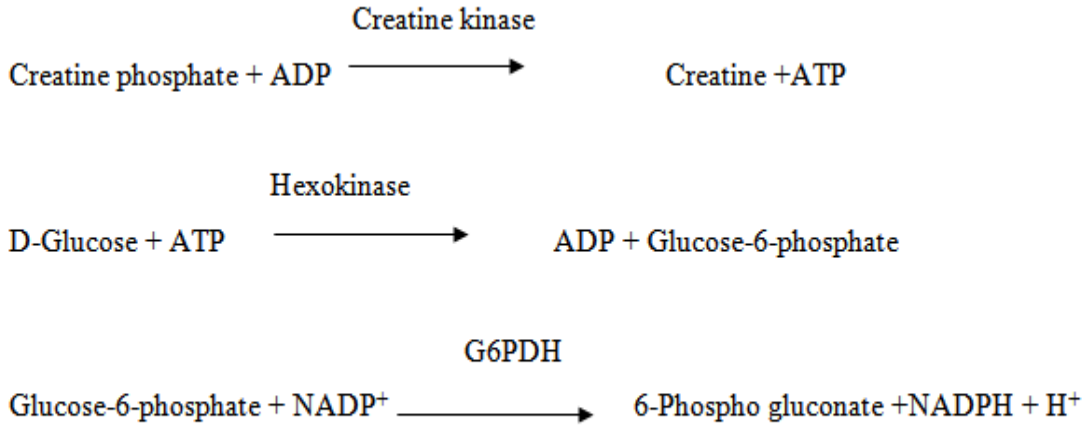 Creatine kinase
Creatine phosphate + ADP Creatine +ATP
Hexokinase
D-Glucose + ATP ADP + Glucose-6-phosphate
G6PDH
Glucose-6-phosphate + NADP⁺ 6-Phospho gluconate +NADPH + H⁺